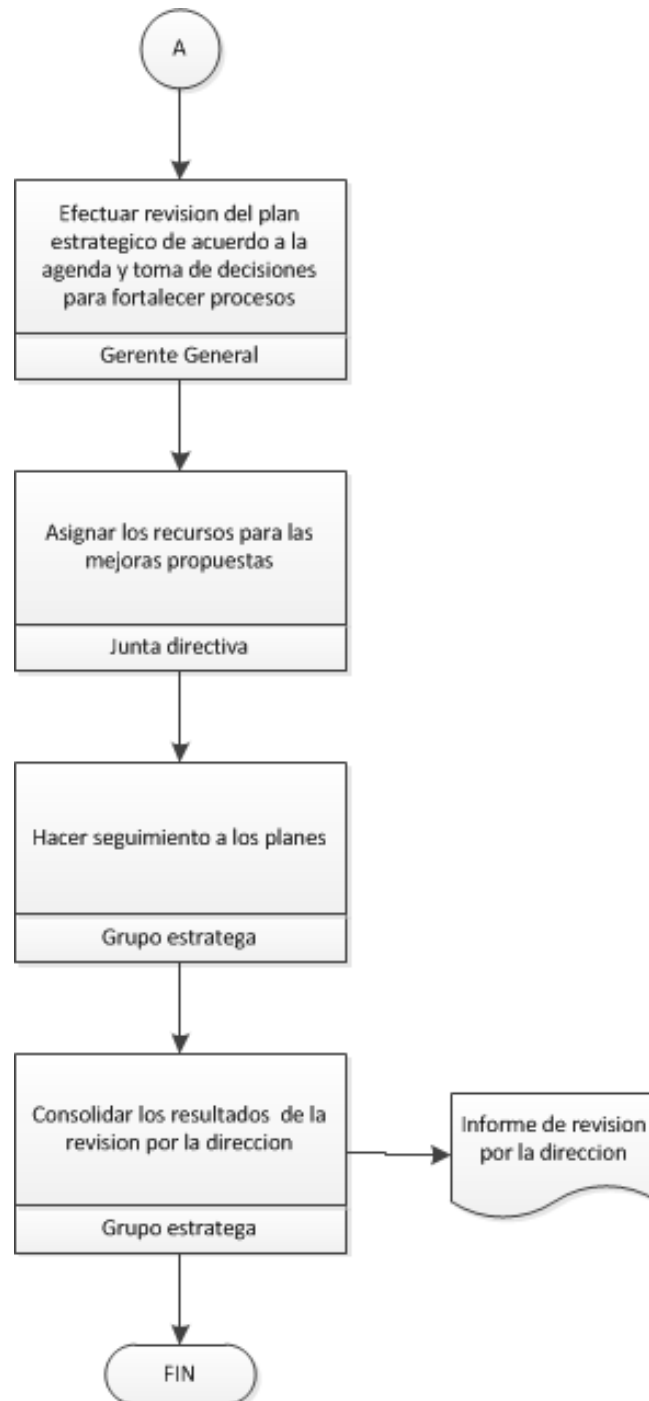 A
Efectuar revision del plan
estrategico de acuerdo a la
agenda y toma de decisiones
para fortalecer procesos
Gerente General
Asignar los recursos para las
mejoras propuestas
Junta directiva
Hacer seguimiento a los planes
Grupo estratega
Consolidar los resultados de la
revision por la direccion
Grupo estratega
Informe de revision
por la direccion
FIN